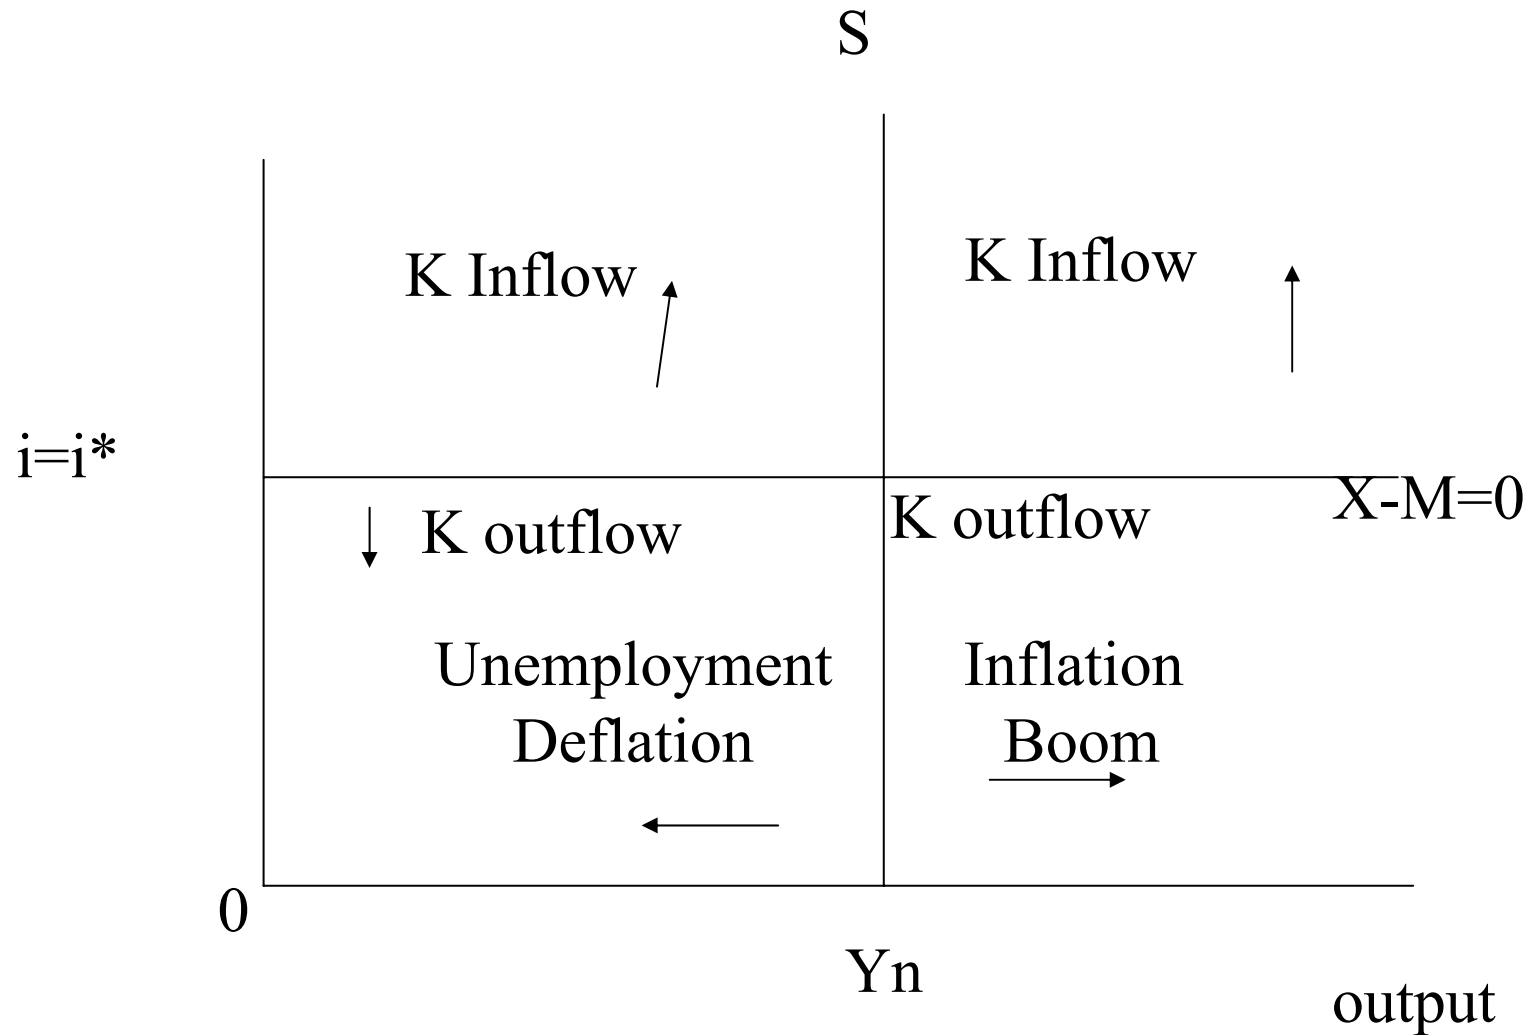 S
K Inflow
K Inflow
i=i*
X-M=0
K outflow
K outflow
Unemployment
Deflation
Inflation
Boom
0
Yn
output